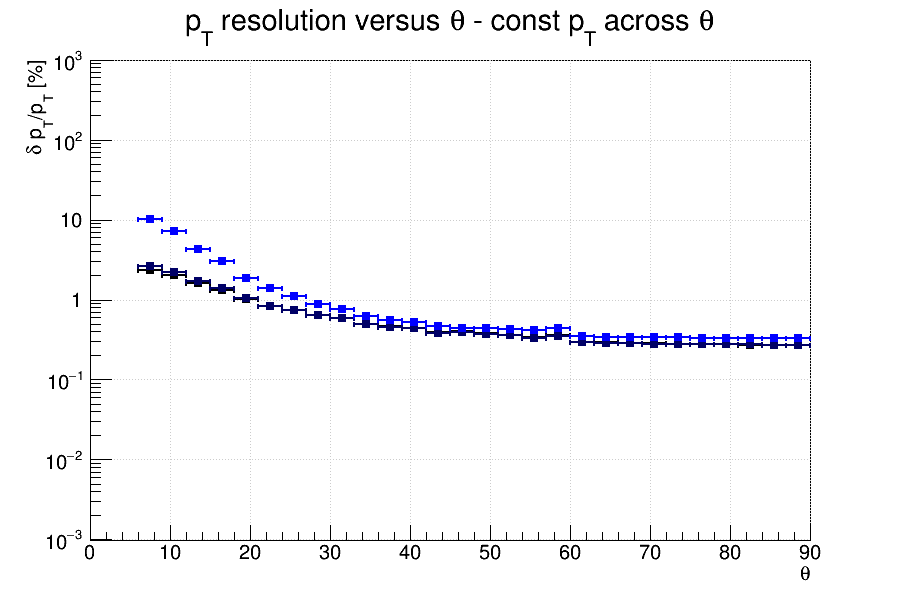 p_T resolution versus θ - const p_T across θ
δ p_T/p_T [%]
10^3
10^2
10
1
10^−1
10^−2
10^−3
0 10 20 30 40 50 60 70 80 90
θ